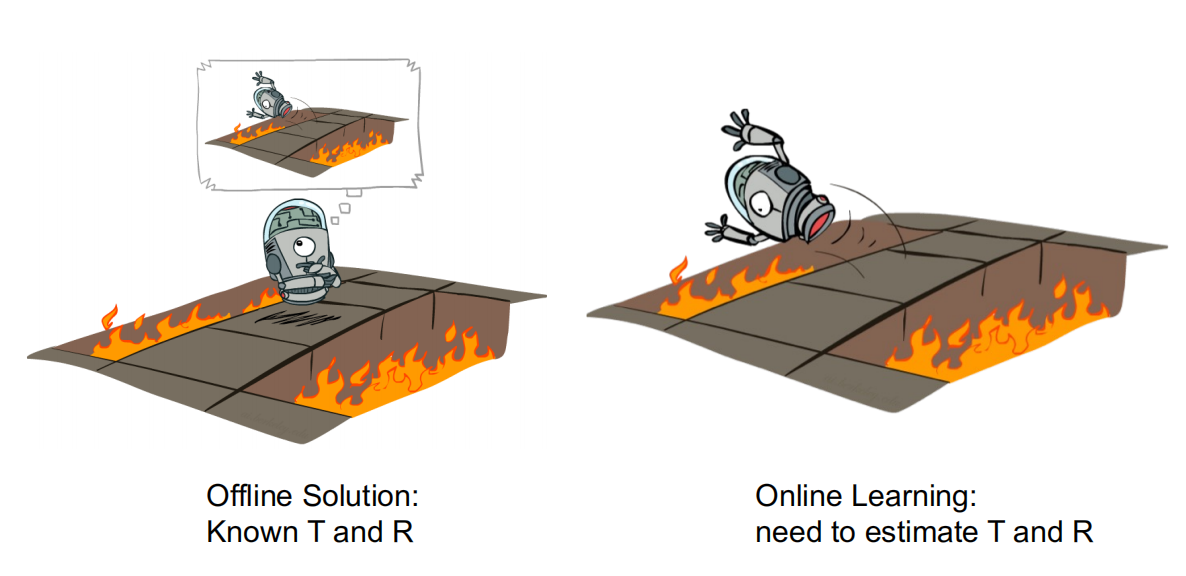 Offline Solution:
Known T and R
Online Learning:
need to estimate T and R